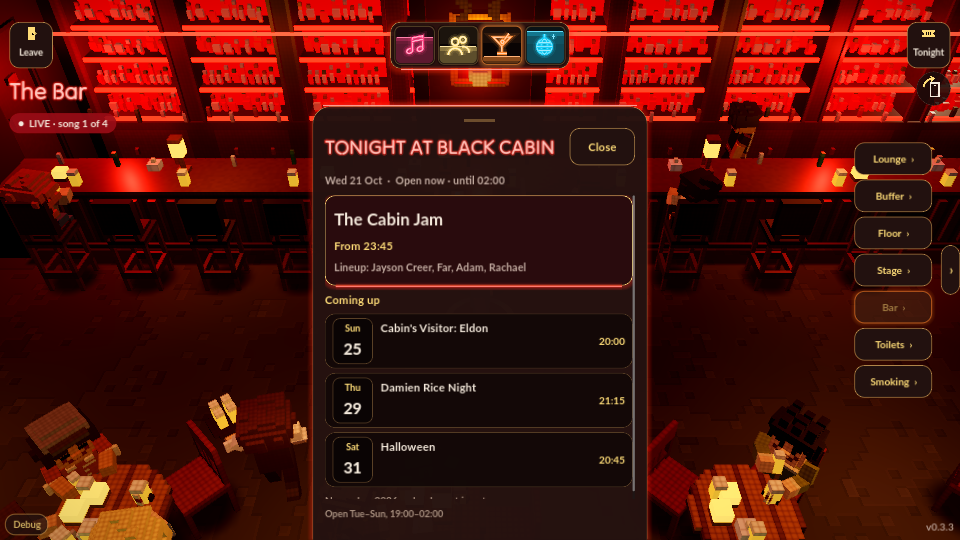 Leave
Tonight
The Bar
LIVE · song 1 of 4
TONIGHT AT BLACK CABIN
Close
Wed 21 Oct · Open now · until 02:00
The Cabin Jam
From 23:45
Lineup: Jayson Creer, Far, Adam, Rachael
Coming up
Sun
25
Cabin's Visitor: Eldon
20:00
Thu
29
Damien Rice Night
21:15
Sat
31
Halloween
20:45
Open Tue–Sun, 19:00–02:00
Lounge ›
Buffer ›
Floor ›
Stage ›
Bar ›
Toilets ›
Smoking ›
›
Debug
v0.3.3